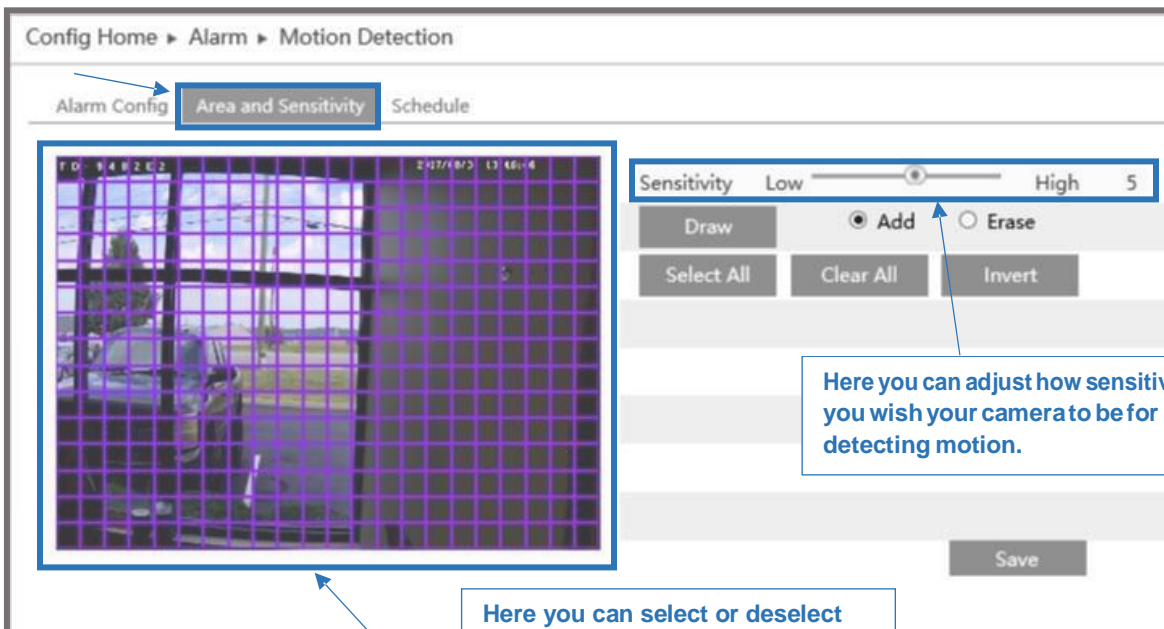 Config Home ▸ Alarm ▸ Motion Detection
Alarm Config Area and Sensitivity Schedule
TD-9482E2
Sensitivity Low High 5
Draw Add Erase
Select All Clear All Invert
Here you can adjust how
you wish your camera to be for
detecting motion.
Save
Here you can select or deselect